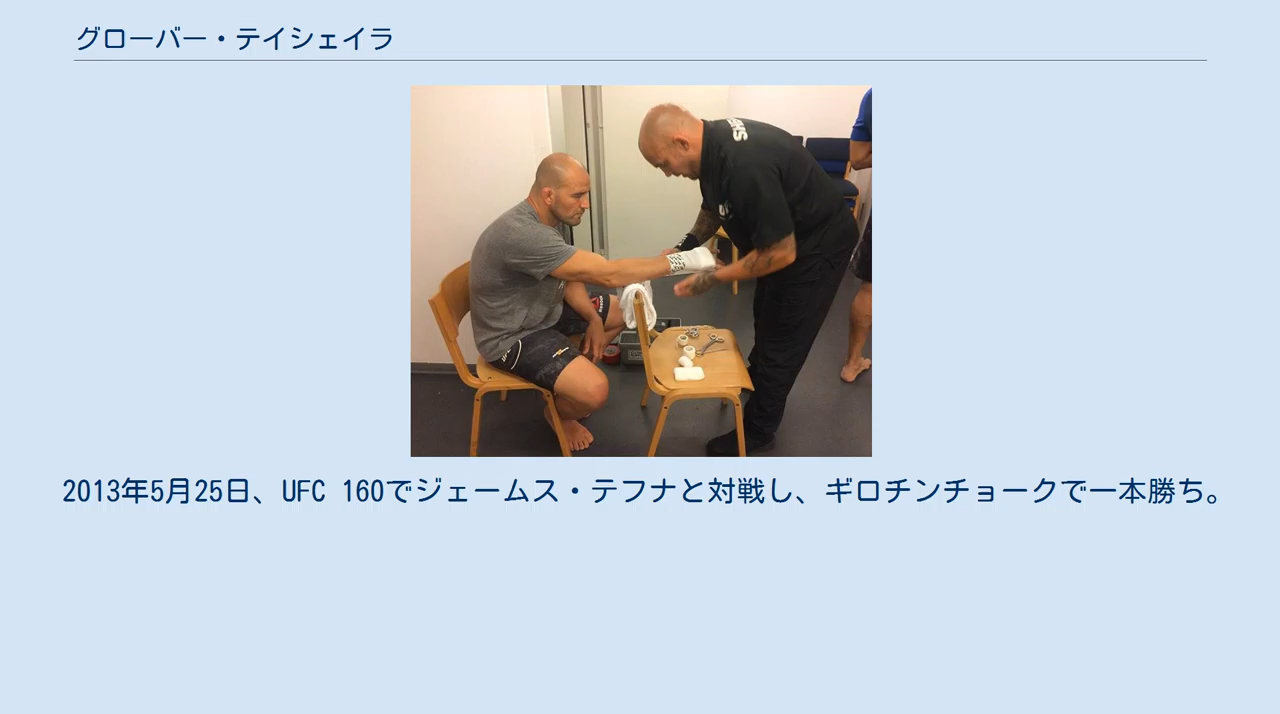 グローバー・テイシェイラ
2013年5月25日、UFC 160でジェームス・テフナと対戦し、ギロチンチョークで一本勝ち。